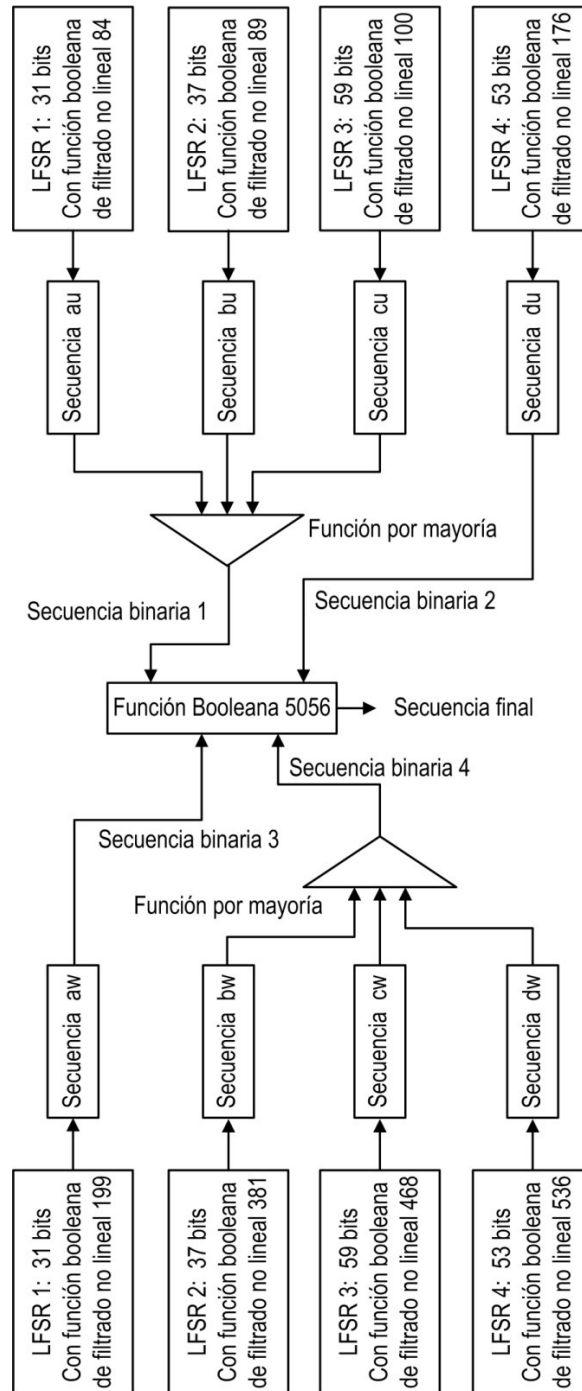 LFSR 1: 31 bits
Con función booleana
de filtrado no lineal 84
LFSR 2: 37 bits
Con función booleana
de filtrado no lineal 89
LFSR 3: 59 bits
Con función booleana
de filtrado no lineal 100
LFSR 4: 53 bits
Con función booleana
de filtrado no lineal 176
Secuencia au
Secuencia bu
Secuencia cu
Secuencia du
Función por mayoría
Secuencia binaria 1
Secuencia binaria 2
Función Booleana 5056
Secuencia final
Secuencia binaria 4
Secuencia binaria 3
Función por mayoría
Secuencia aw
Secuencia bw
Secuencia cw
Secuencia dw
LFSR 1: 31 bits
Con función booleana
de filtrado no lineal 199
LFSR 2: 37 bits
Con función booleana
de filtrado no lineal 381
LFSR 3: 59 bits
Con función booleana
de filtrado no lineal 468
LFSR 4: 53 bits
Con función booleana
de filtrado no lineal 536